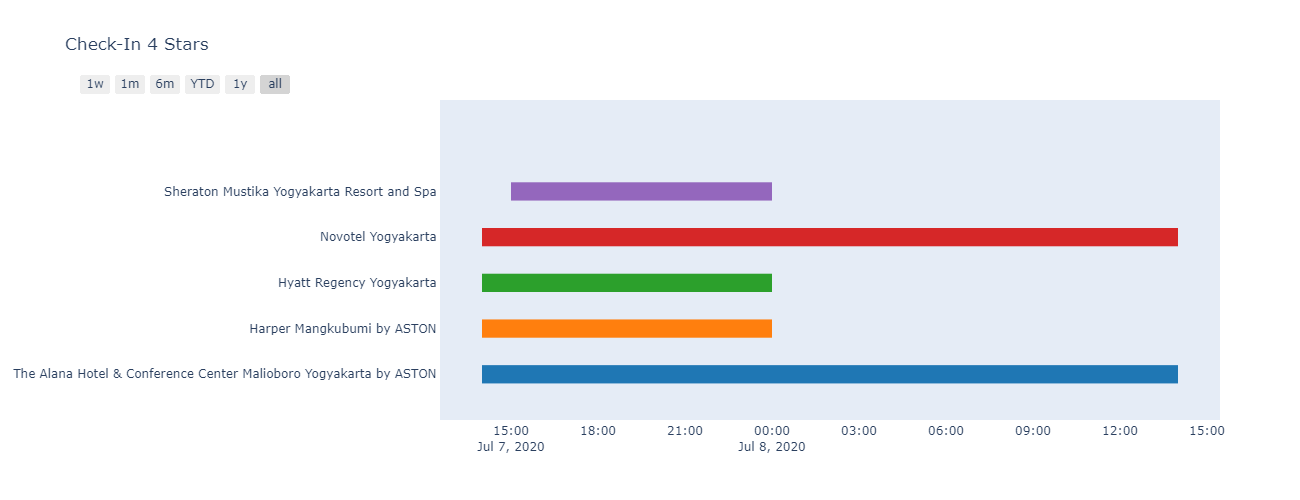 Check-In 4 Stars
1w 1m 6m YTD 1y all
Sheraton Mustika Yogyakarta Resort and Spa
Novotel Yogyakarta
Hyatt Regency Yogyakarta
Harper Mangkubumi by ASTON
The Alana Hotel & Conference Center Malioboro Yogyakarta by ASTON
15:00 18:00 21:00 00:00 03:00 06:00 09:00 12:00 15:00
Jul 7, 2020 Jul 8, 2020